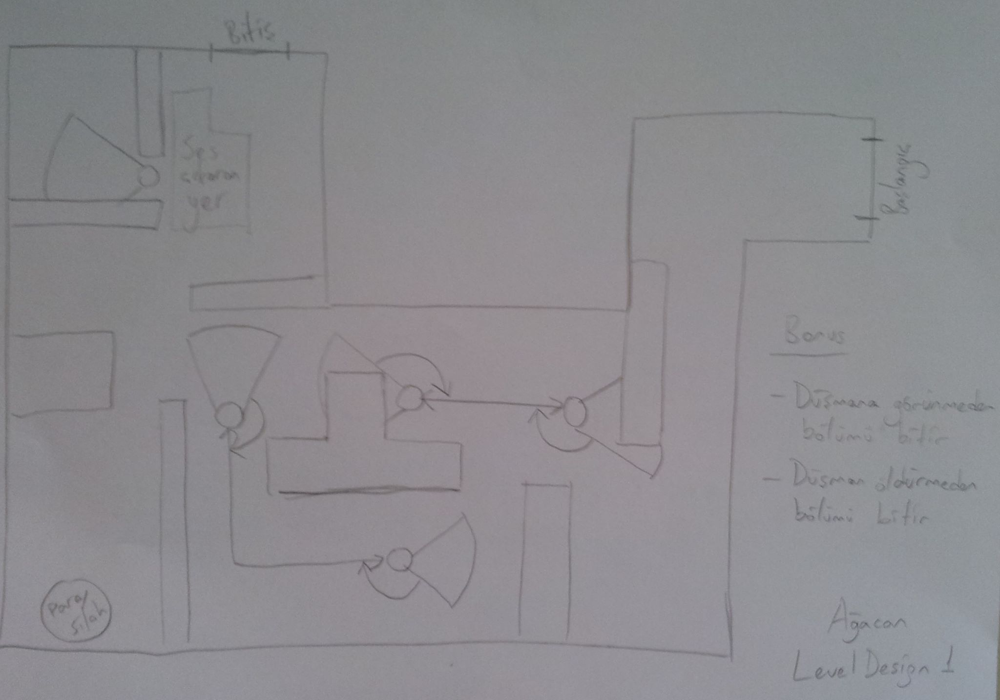 Bitiş
Ses
çıkaran
yer
Başlangıç
Bonus
- Düşmana görünmeden
bölümü bitir
- Düşman öldürmeden
bölümü bitir
para/
silah
Ağacan
Level Design 1